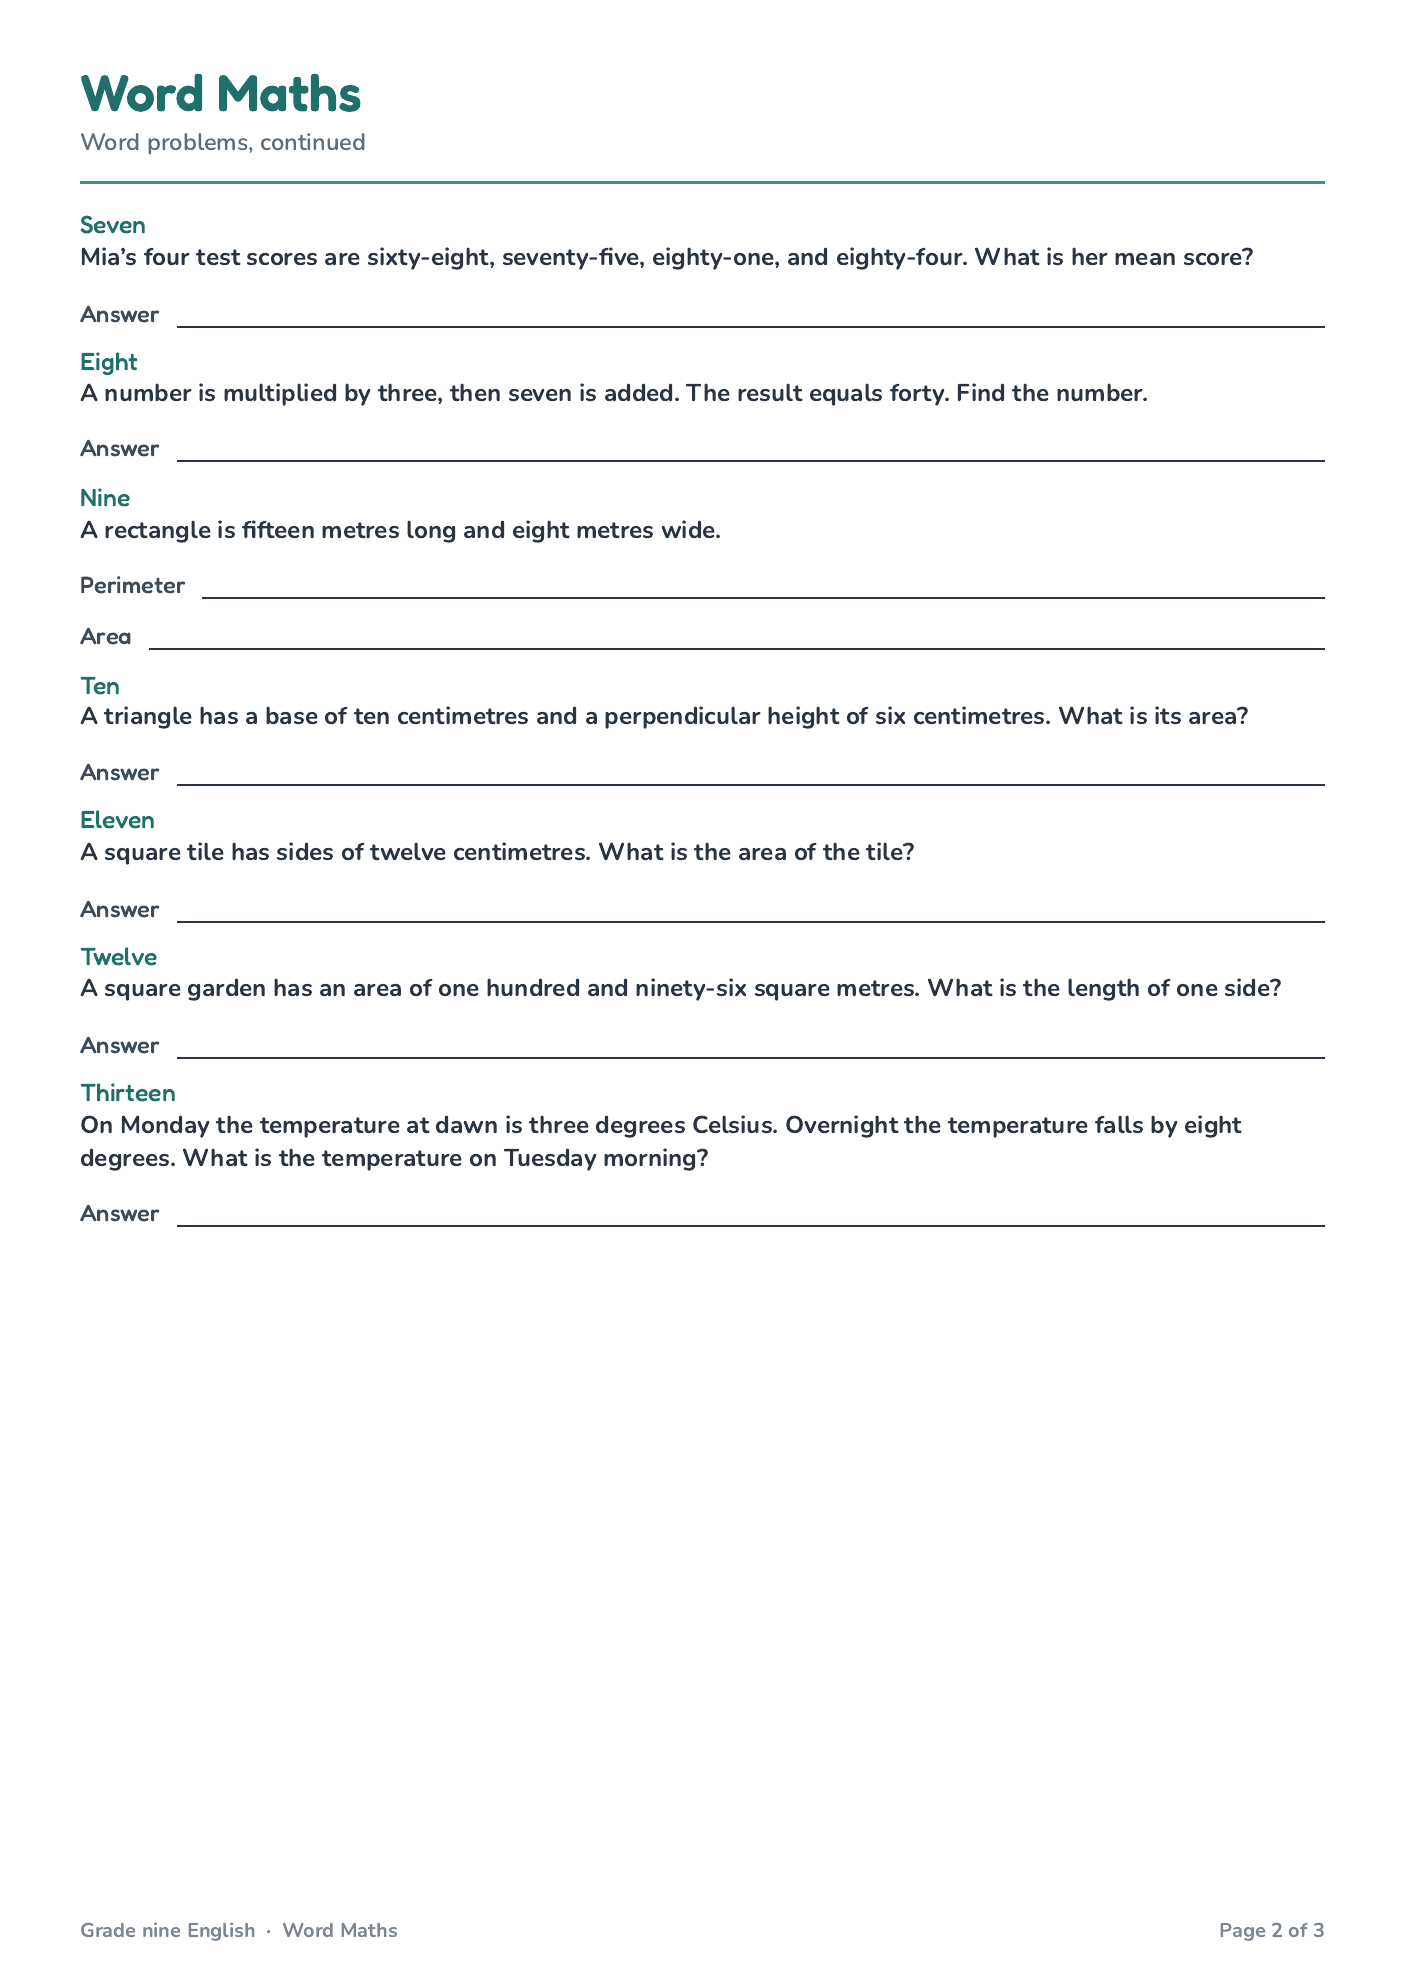 Word Maths
Word problems, continued
Seven
Mia’s four test scores are sixty-eight, seventy-five, eighty-one, and eighty-four. What is her mean score?
Answer
Eight
A number is multiplied by three, then seven is added. The result equals forty. Find the number.
Answer
Nine
A rectangle is fifteen metres long and eight metres wide.
Perimeter
Area
Ten
A triangle has a base of ten centimetres and a perpendicular height of six centimetres. What is its area?
Answer
Eleven
A square tile has sides of twelve centimetres. What is the area of the tile?
Answer
Twelve
A square garden has an area of one hundred and ninety-six square metres. What is the length of one side?
Answer
Thirteen
On Monday the temperature at dawn is three degrees Celsius. Overnight the temperature falls by eight
degrees. What is the temperature on Tuesday morning?
Answer
Grade nine English · Word Maths
Page 2 of 3